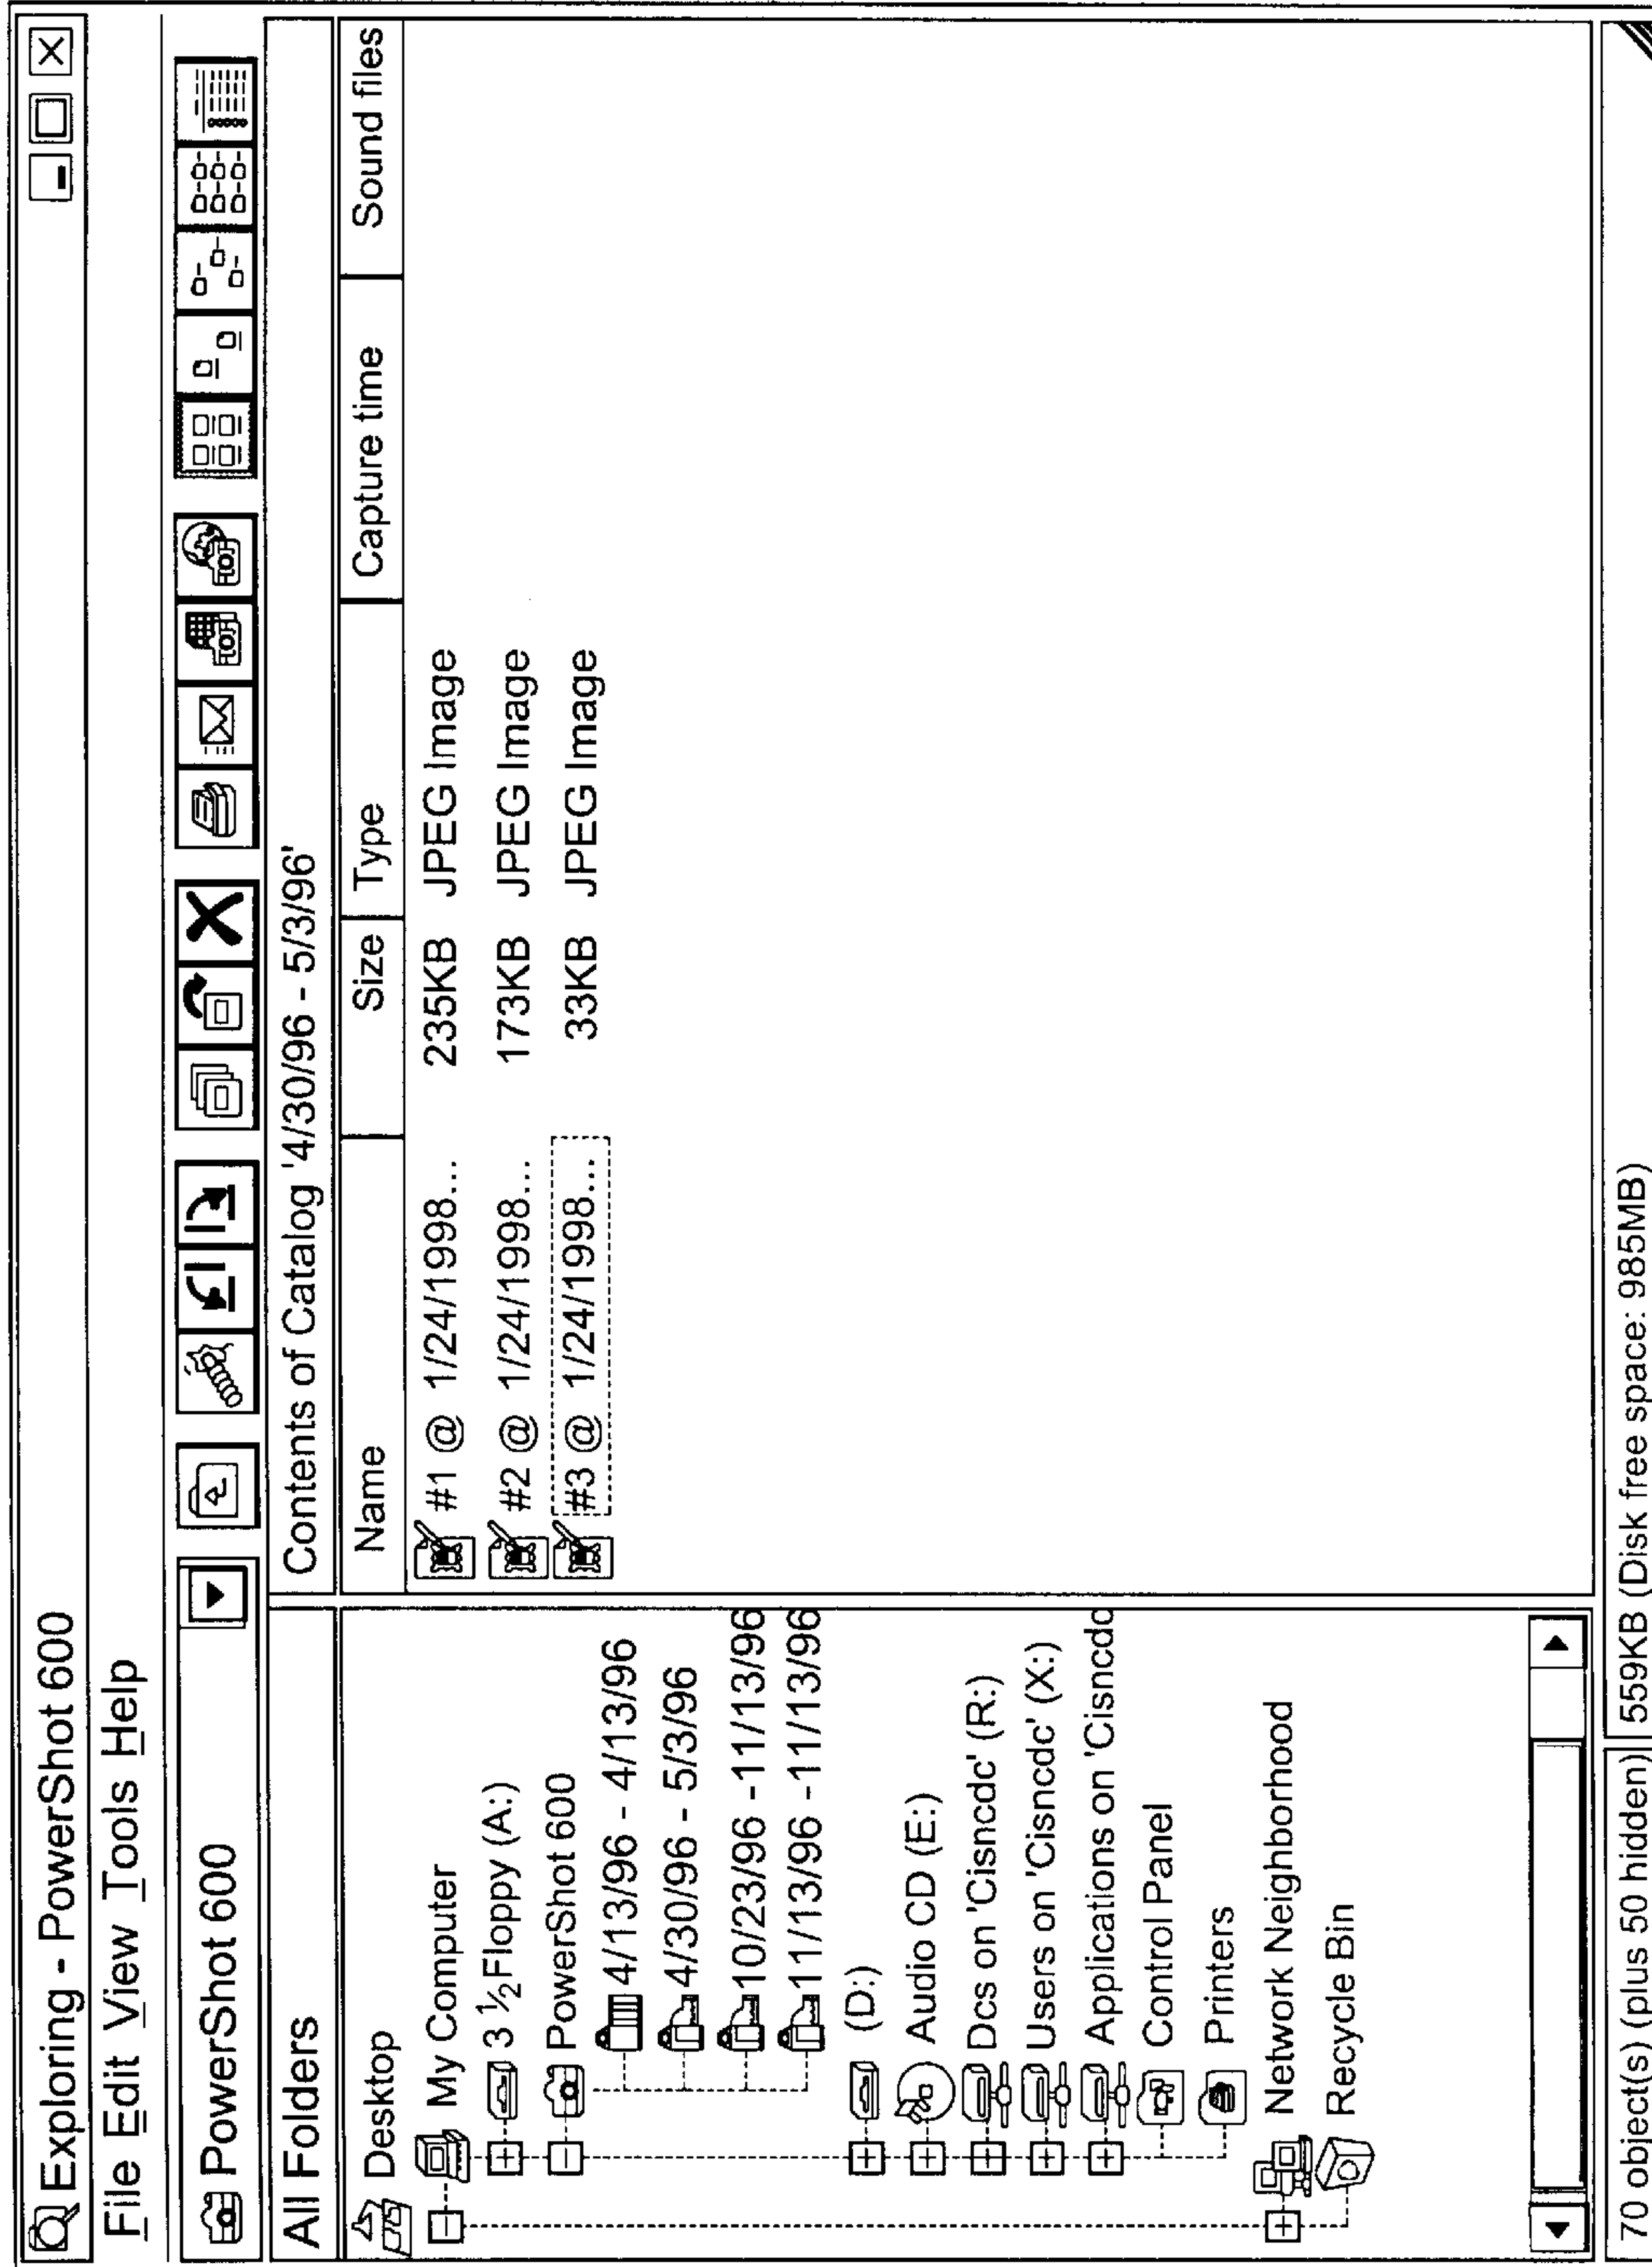 Exploring - PowerShot 600
File Edit View Tools Help
PowerShot 600
All Folders
Contents of Catalog '4/30/96 - 5/3/96'
Desktop
My Computer
3 ½ Floppy (A:)
PowerShot 600
4/13/96 - 4/13/96
4/30/96 - 5/3/96
10/23/96 -11/13/96
11/13/96 -11/13/96
(D:)
Audio CD (E:)
Dcs on 'Cisncdc' (R:)
Users on 'Cisncdc' (X:)
Applications on 'Cisncdc
Control Panel
Printers
Network Neighborhood
Recycle Bin
Name Size Type Capture time Sound files
#1 @ 1/24/1998... 235KB JPEG Image
#2 @ 1/24/1998... 173KB JPEG Image
#3 @ 1/24/1998... 33KB JPEG Image
70 object(s) (plus 50 hidden) 559KB (Disk free space: 985MB)